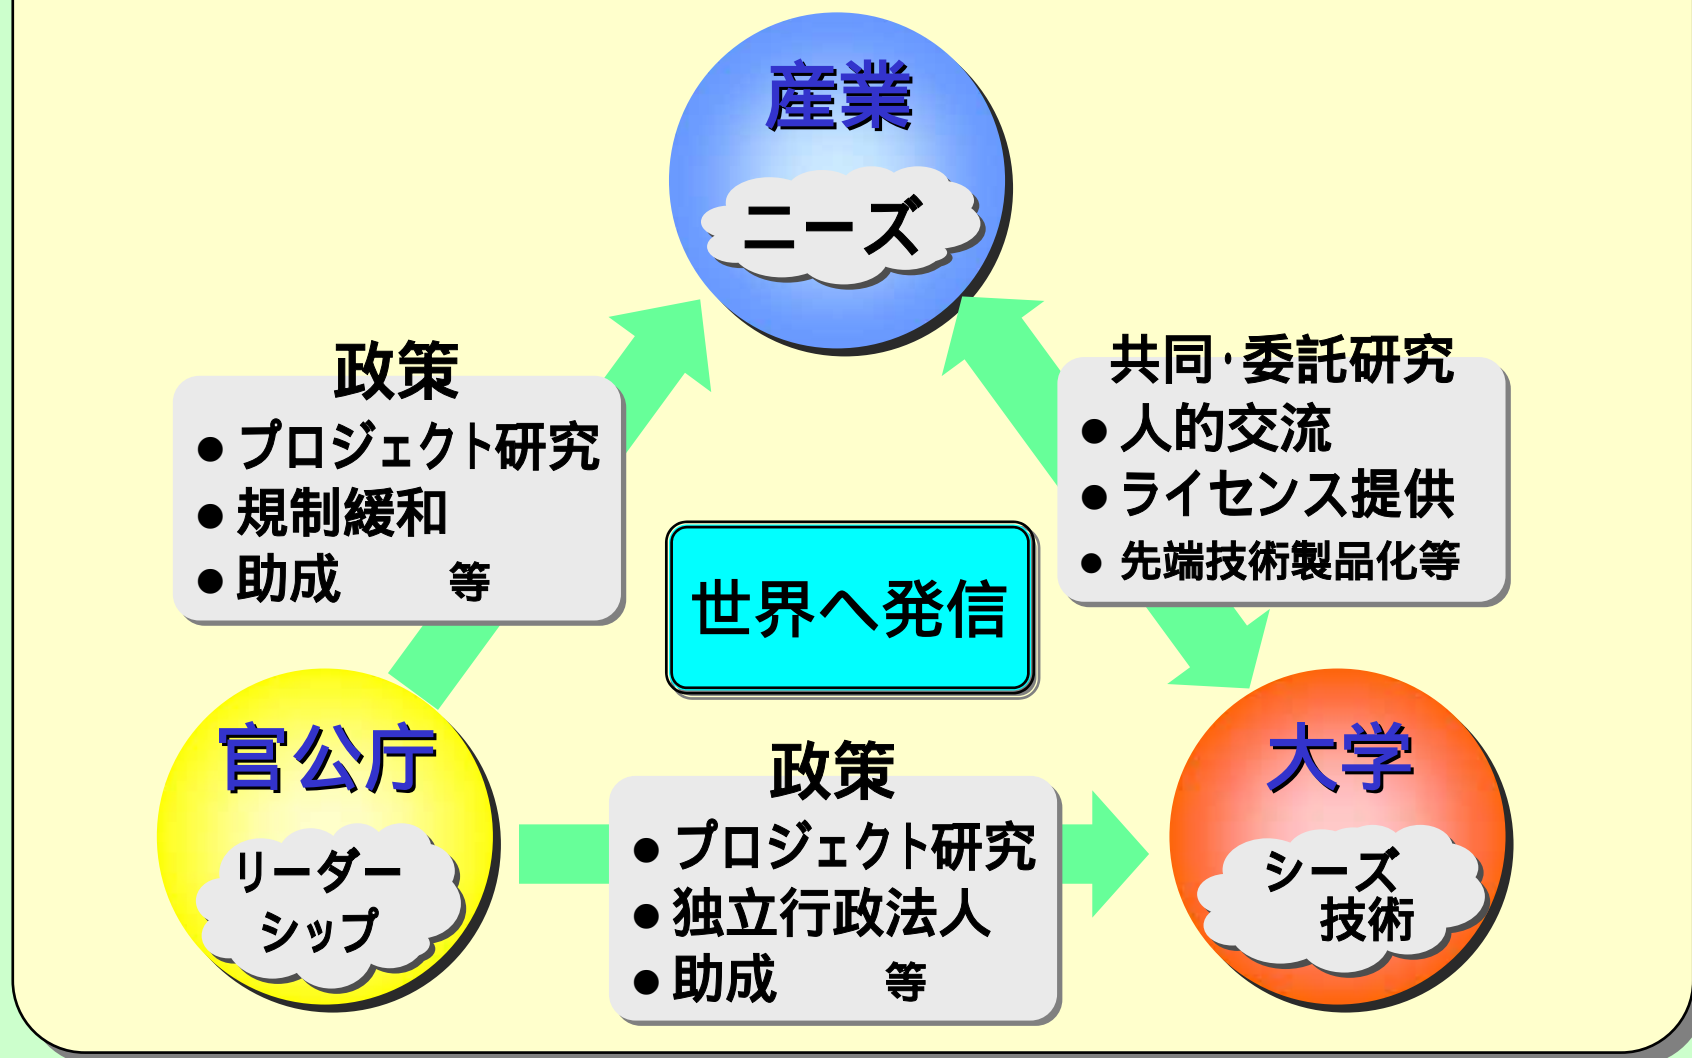 産業
ニーズ
政策
●プロジェクト研究
●規制緩和
●助成　　等
共同・委託研究
●人的交流
●ライセンス提供
●先端技術製品化等
世界へ発信
官公庁
リーダー
シップ
政策
●プロジェクト研究
●独立行政法人
●助成　　等
大学
シーズ
技術